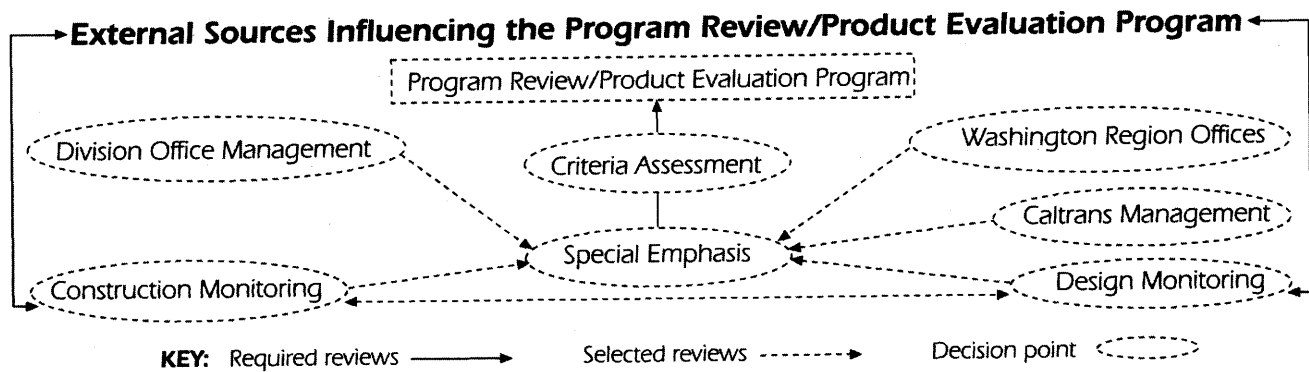 External Sources Influencing the Program Review/Product Evaluation Program
Program Review/Product Evaluation Program
Division Office Management
Criteria Assessment
Washington Region Offices
Caltrans Management
Special Emphasis
Construction Monitoring
Design Monitoring
KEY: Required reviews
Selected reviews
Decision point